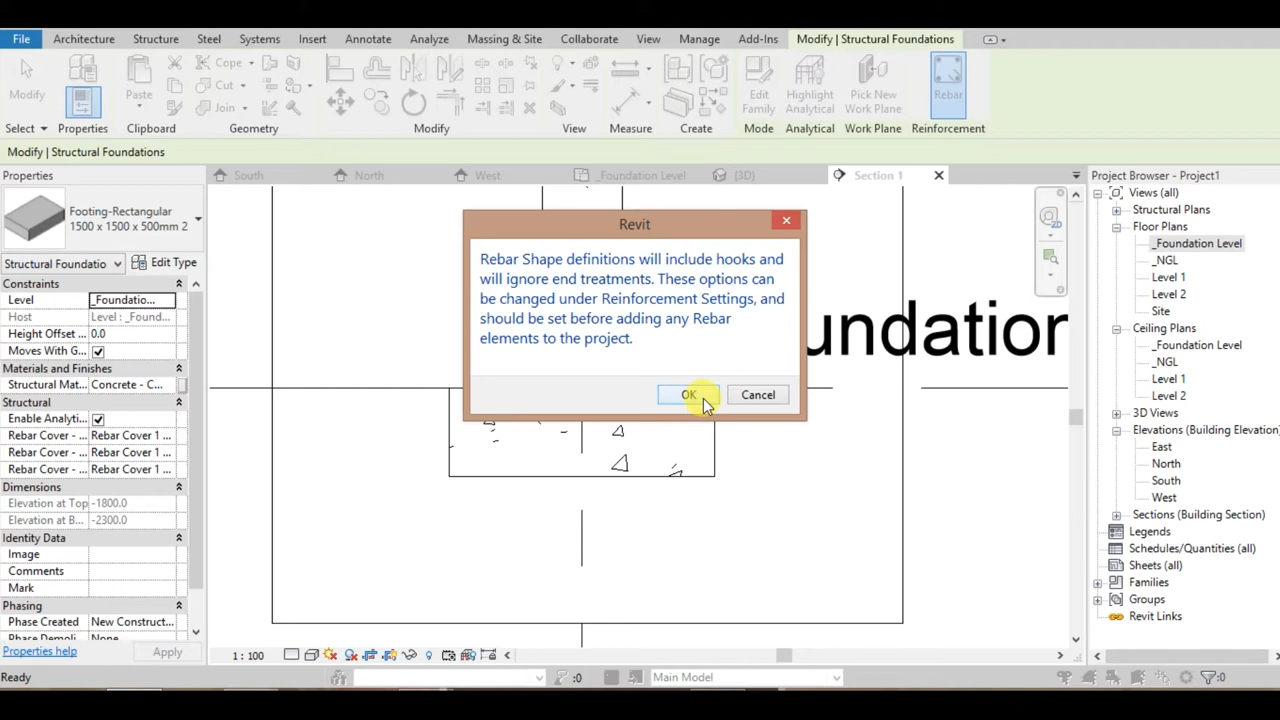 File Architecture Structure Steel Systems Insert Annotate Analyze Massing & Site Collaborate View Manage Add-Ins Modify | Structural Foundations
Modify Properties Paste Cope Cut Join Edit Family Highlight Analytical Pick New Work Plane Rebar
Select Properties Clipboard Geometry Modify View Measure Create Mode Analytical Work Plane Reinforcement
Modify | Structural Foundations
Properties
South North West _Foundation Level {3D} Section 1
Project Browser - Project1
Footing-Rectangular
1500 x 1500 x 500mm 2
Structural Foundatio Edit Type
Constraints
Level _Foundatio...
Host Level : _Found...
Height Offset ... 0.0
Moves With G...
Materials and Finishes
Structural Mat... Concrete - C...
Structural
Enable Analyti...
Rebar Cover - ... Rebar Cover 1 ...
Rebar Cover - ... Rebar Cover 1 ...
Rebar Cover - ... Rebar Cover 1 ...
Dimensions
Elevation at Top -1800.0
Elevation at B... -2300.0
Identity Data
Image
Comments
Mark
Phasing
Phase Created New Construct...
Phase Demoli... None
Properties help Apply
Revit
Rebar Shape definitions will include hooks and
will ignore end treatments. These options can
be changed under Reinforcement Settings, and
should be set before adding any Rebar
elements to the project.
OK Cancel
undation
2D
Views (all)
Structural Plans
Floor Plans
_Foundation Level
_NGL
Level 1
Level 2
Site
Ceiling Plans
_Foundation Level
_NGL
Level 1
Level 2
3D Views
Elevations (Building Elevation)
East
North
South
West
Sections (Building Section)
Legends
Schedules/Quantities (all)
Sheets (all)
Families
Groups
Revit Links
1 : 100
Ready :0 Main Model :0